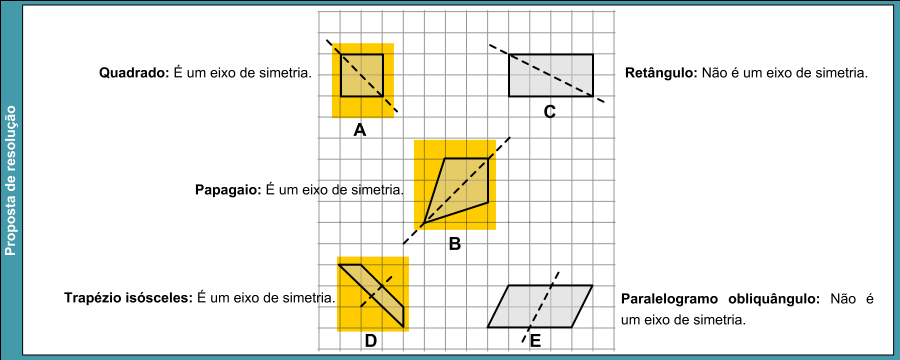 Proposta de resolução
Quadrado: É um eixo de simetria.
Retângulo: Não é um eixo de simetria.
A
C
Papagaio: É um eixo de simetria.
B
Trapézio isósceles: É um eixo de simetria.
Paralelogramo obliquângulo: Não é
um eixo de simetria.
D
E